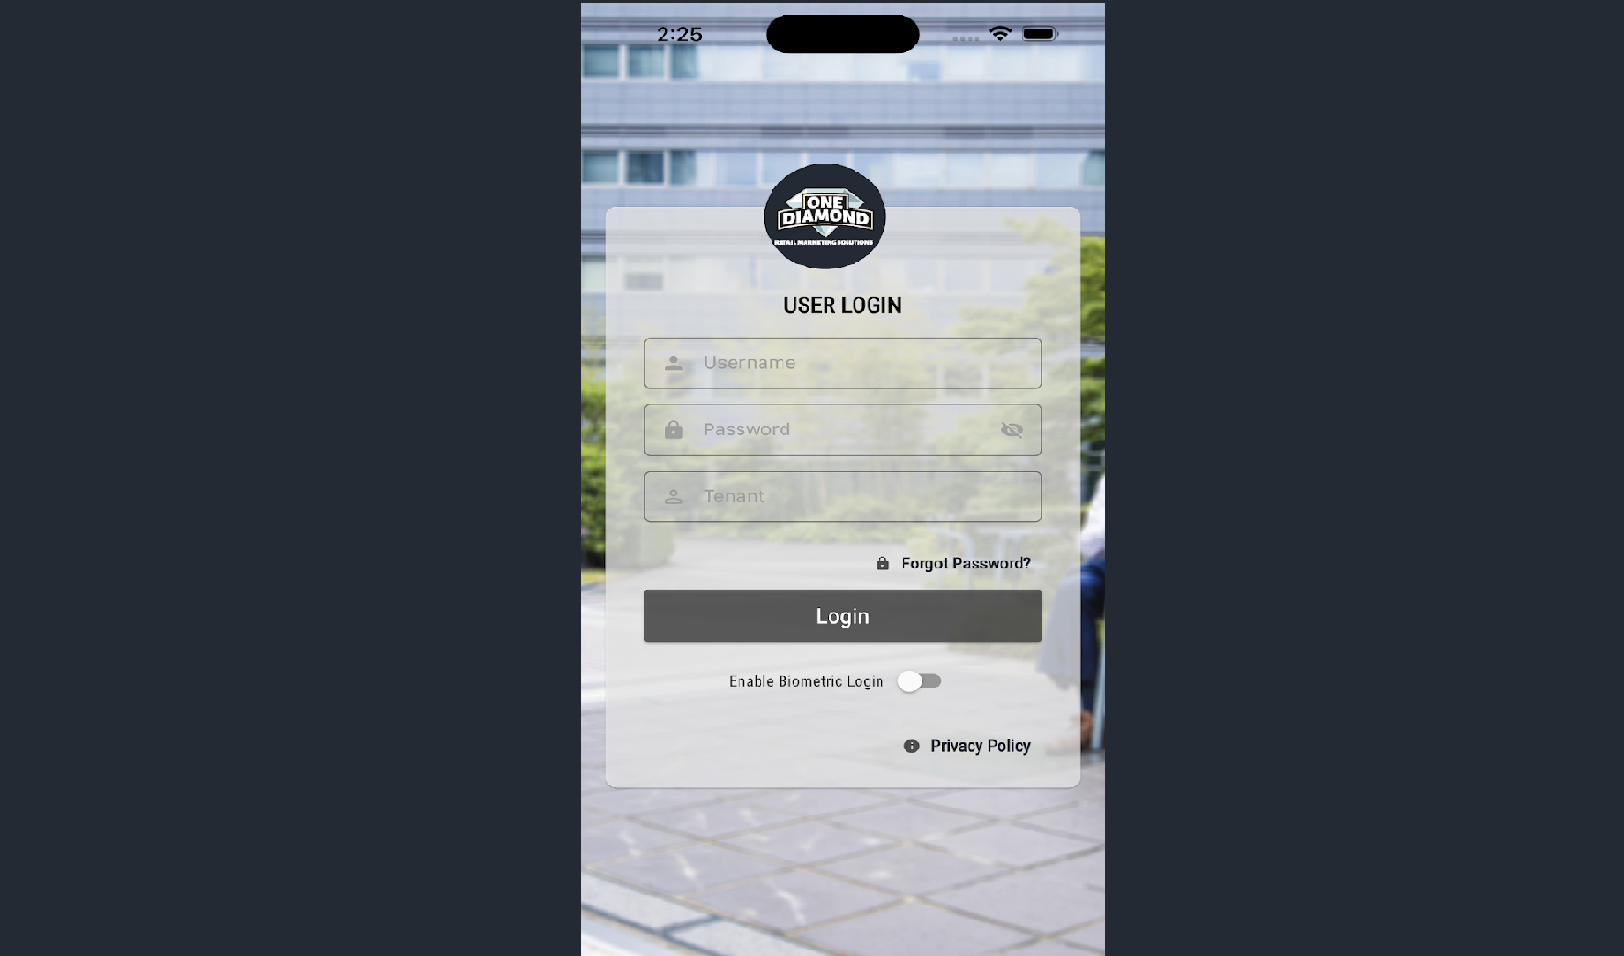 2:25
ONE
DIAMOND
RETAIL MARKETING SOLUTIONS
USER LOGIN
Username
Password
Tenant
Forgot Password?
Login
Enable Biometric Login
Privacy Policy